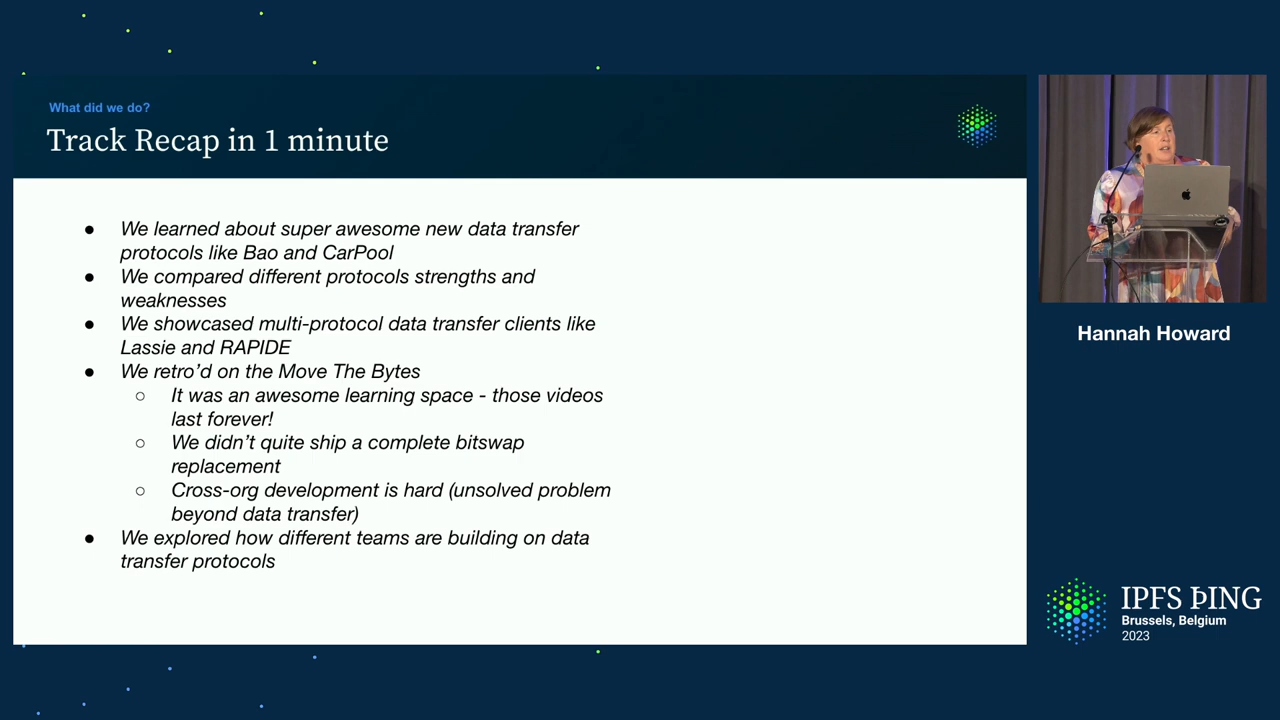 What did we do?
Track Recap in 1 minute
● We learned about super awesome new data transfer
protocols like Bao and CarPool
● We compared different protocols strengths and
weaknesses
● We showcased multi-protocol data transfer clients like
Lassie and RAPIDE
● We retro’d on the Move The Bytes
○ It was an awesome learning space - those videos
last forever!
○ We didn’t quite ship a complete bitswap
replacement
○ Cross-org development is hard (unsolved problem
beyond data transfer)
● We explored how different teams are building on data
transfer protocols
Hannah Howard
IPFS ÞING
Brussels, Belgium
2023